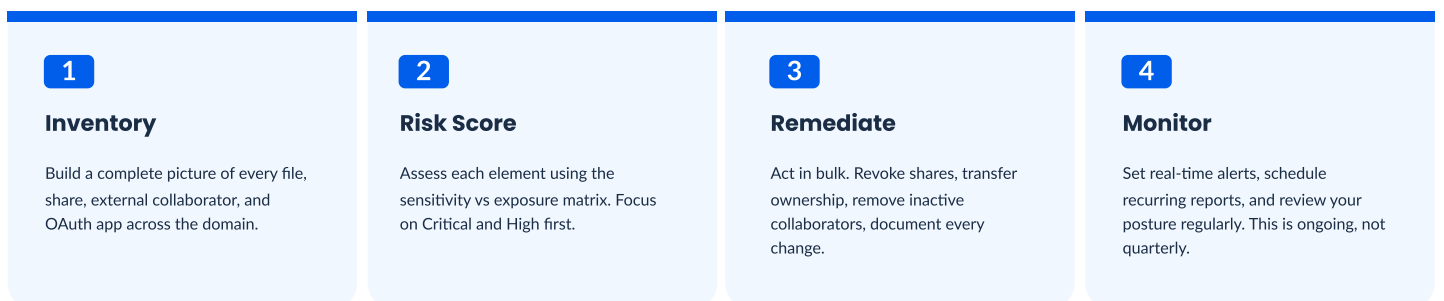 1
Inventory
Build a complete picture of every file,
share, external collaborator, and
OAuth app across the domain.
2
Risk Score
Assess each element using the
sensitivity vs exposure matrix. Focus
on Critical and High first.
3
Remediate
Act in bulk. Revoke shares, transfer
ownership, remove inactive
collaborators, document every
change.
4
Monitor
Set real-time alerts, schedule
recurring reports, and review your
posture regularly. This is ongoing, not
quarterly.